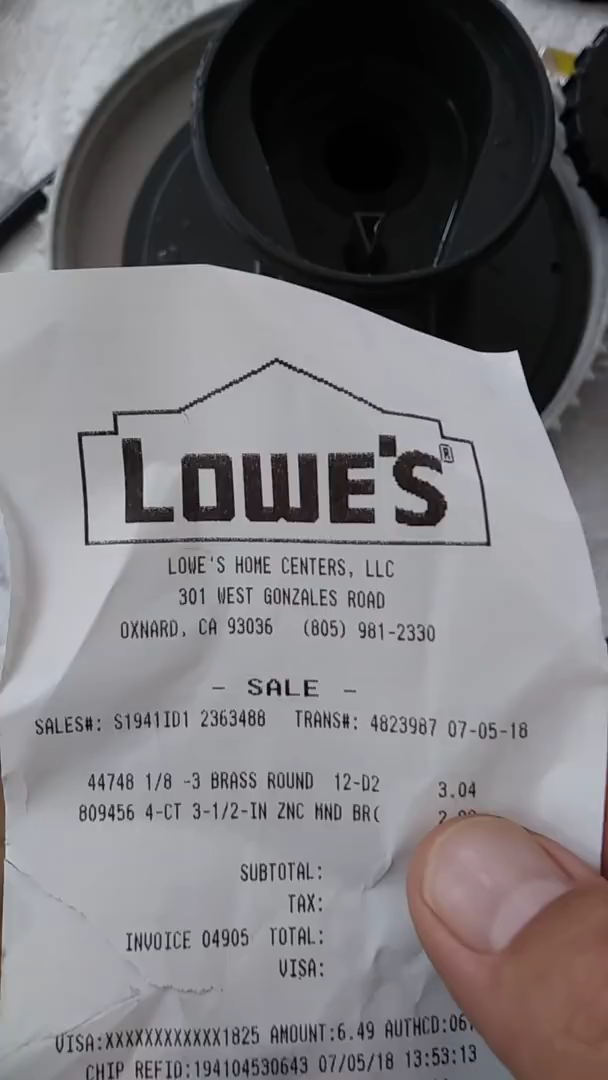 LOWE'S®
LOWE'S HOME CENTERS, LLC
301 WEST GONZALES ROAD
OXNARD, CA 93036 (805) 981-2330
- SALE -
SALES#: S1941ID1 2363488 TRANS#: 4823987 07-05-18
44748 1/8 -3 BRASS ROUND 12-D2 3.04
809456 4-CT 3-1/2-IN ZNC MND BR(
SUBTOTAL:
TAX:
INVOICE 04905 TOTAL:
VISA:
VISA:XXXXXXXXXXXX1825 AMOUNT:6.49 AUTHCD:06
CHIP REFID:194104530643 07/05/18 13:53:13